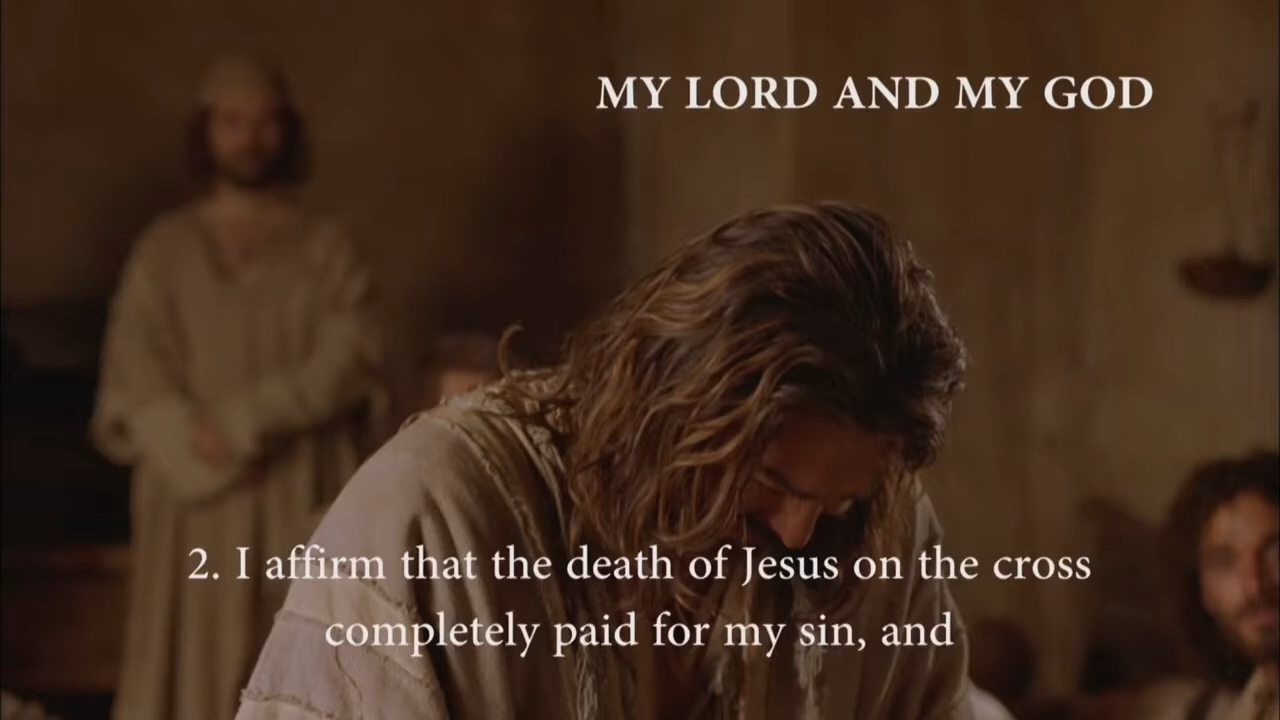 MY LORD AND MY GOD
2. I affirm that the death of Jesus on the cross
completely paid for my sin, and